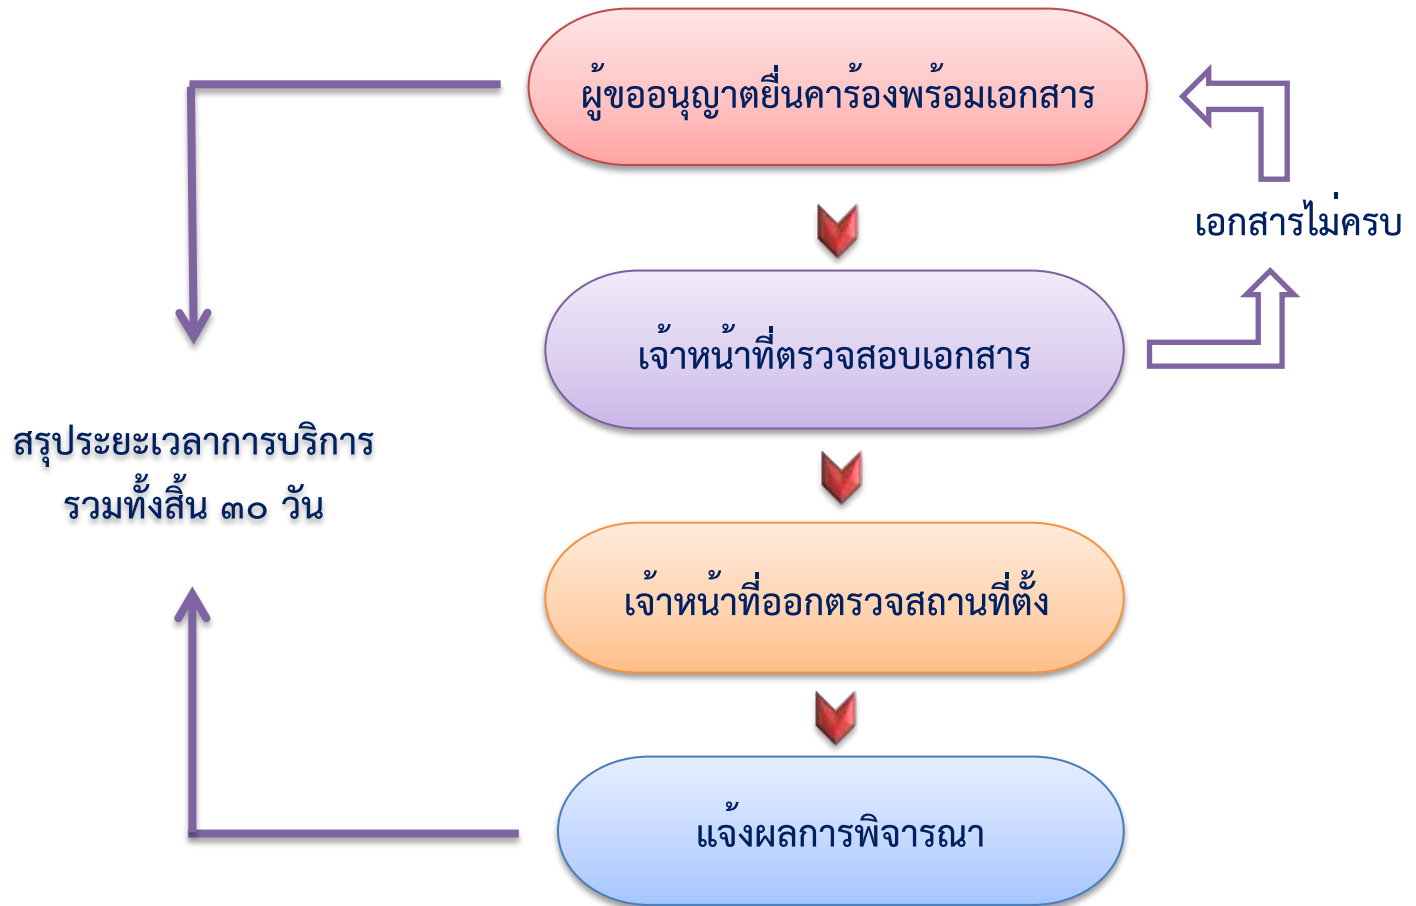 ผู้ขออนุญาตยื่นคาร้องพร้อมเอกสาร
เอกสารไม่ครบ
เจ้าหน้าที่ตรวจสอบเอกสาร
สรุประยะเวลาการบริการ
รวมทั้งสิ้น ๓๐ วัน
เจ้าหน้าที่ออกตรวจสถานที่ตั้ง
แจ้งผลการพิจารณา